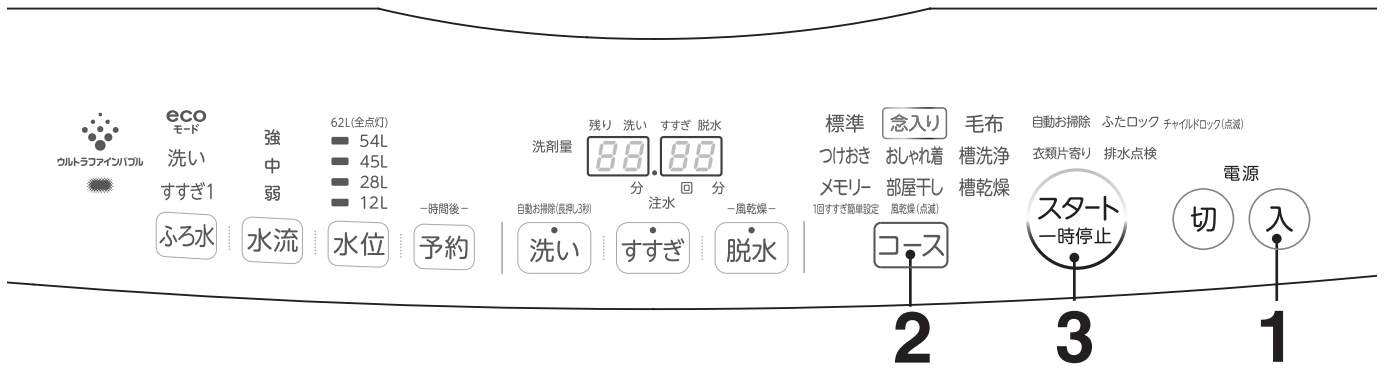 ウルトラファインバブル
eco
モード
洗い
すすぎ1
ふろ水
強
中
弱
水流
62L(全点灯)
54L
45L
28L
12L
水位
－時間後－
予約
洗剤量
残り 洗い すすぎ 脱水
88.88
分 回 分
注水
自動お掃除(長押し3秒)
洗い
すすぎ
－風乾燥－
脱水
標準 念入り 毛布
つけおき おしゃれ着 槽洗浄
メモリー 部屋干し 槽乾燥
1回すすぎ簡単設定 風乾燥(点滅)
コース
自動お掃除 ふたロック チャイルドロック(点滅)
衣類片寄り 排水点検
スタート
一時停止
電源
切 入
2 3 1